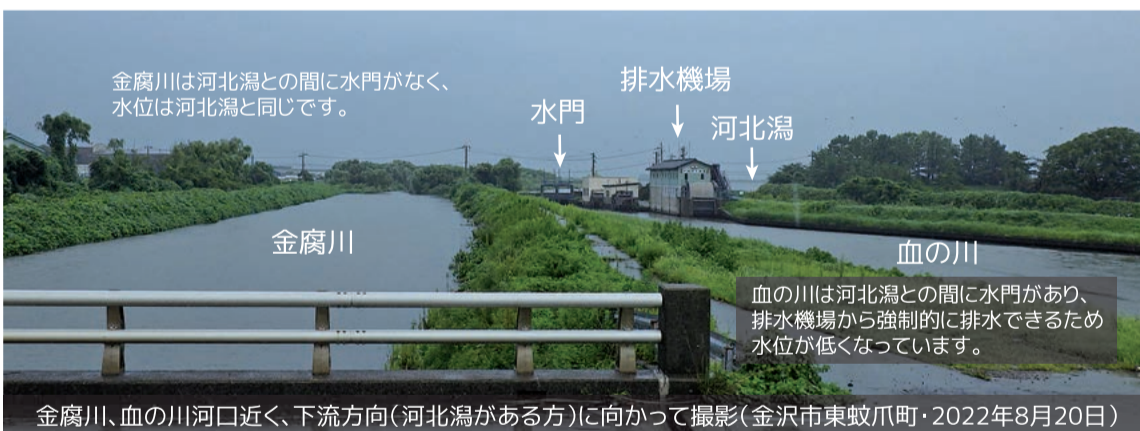 金腐川は河北潟との間に水門がなく、
水位は河北潟と同じです。
排水機場
水門
河北潟
金腐川
血の川
血の川は河北潟との間に水門があり、
排水機場から強制的に排水できるため
水位が低くなっています。
金腐川、血の川河口近く、下流方向(河北潟がある方)に向かって撮影(金沢市東蚊爪町・2022年8月20日)